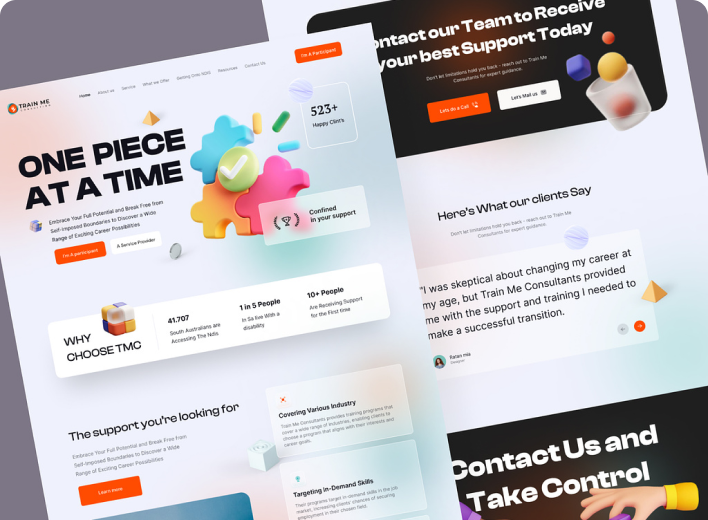 TRAIN ME
CONSULTING
Home
About us
Service
What we Offer
Getting Onto NDIS
Resources
Contact Us
I'm A Participant
ONE PIECE
AT A TIME
Embrace Your Full Potential and Break Free from
Self-Imposed Boundaries to Discover a Wide
Range of Exciting Career Possibilities
I'm A participant
A Service Provider
523+
Happy Clint's
Confined
in your support
WHY
CHOOSE TMC
41.707
South Australians are
Accessing The Ndis
1 in 5 People
In Sa live With a
disability
10+ People
Are Receiving Support
for the First time
The support you're looking for
Embrace Your Full Potential and Break Free from
Self-Imposed Boundaries to Discover a Wide
Range of Exciting Career Possibilities
Learn more
Covering Various Industry
Train Me Consultants provides training programs that
cover a wide range of industries, enabling clients to
choose a program that aligns with their interests and
career goals.
Targeting in-Demand Skills
Their programs target in-demand skills in the job
market, increasing clients' chances of securing
employment in their chosen field.
ontact our Team to Receive
your best Support Today
Don't let limitations hold you back - reach out to Train Me
Consultants for expert guidance.
Lets do a Call
Let's Mail us
Here's What our clients Say
Don't let limitations hold you back - reach out to Train Me
Consultants for expert guidance.
"I was skeptical about changing my career at
my age, but Train Me Consultants provided
me with the support and training I needed to
make a successful transition.
Ratan mia
Designer
Contact Us and
Take Control